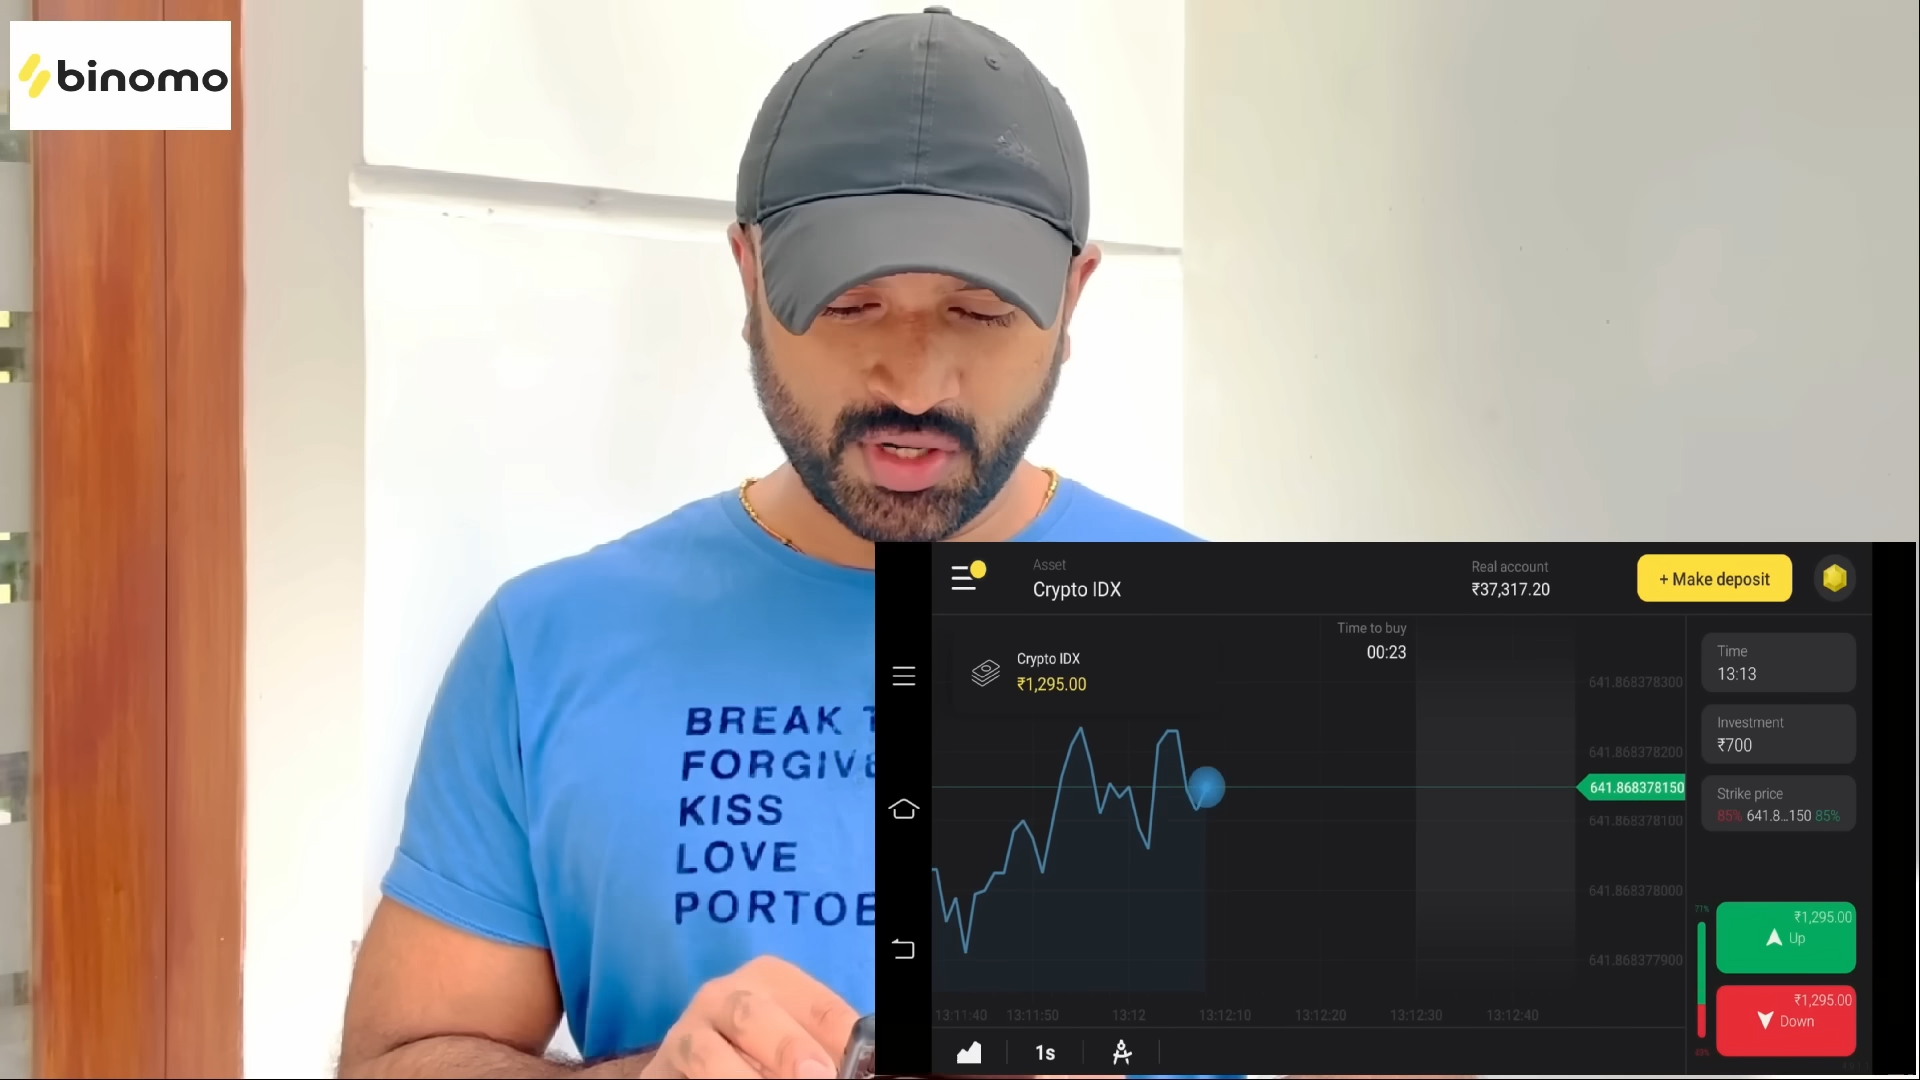 binomo
BREAK
FORGIVE
KISS
LOVE
Asset
Crypto IDX
Real account
₹37,317.20
+ Make deposit
Crypto IDX
₹1,295.00
Time to buy
00:23
641.868378300
641.868378200
641.868378150
641.868378100
641.868378000
641.868377900
13:11:40
13:11:50
13:12
13:12:10
13:12:20
13:12:30
13:12:40
1s
Time
13:13
Investment
₹700
Strike price
85% 641.8...150 85%
71%
₹1,295.00
Up
₹1,295.00
Down